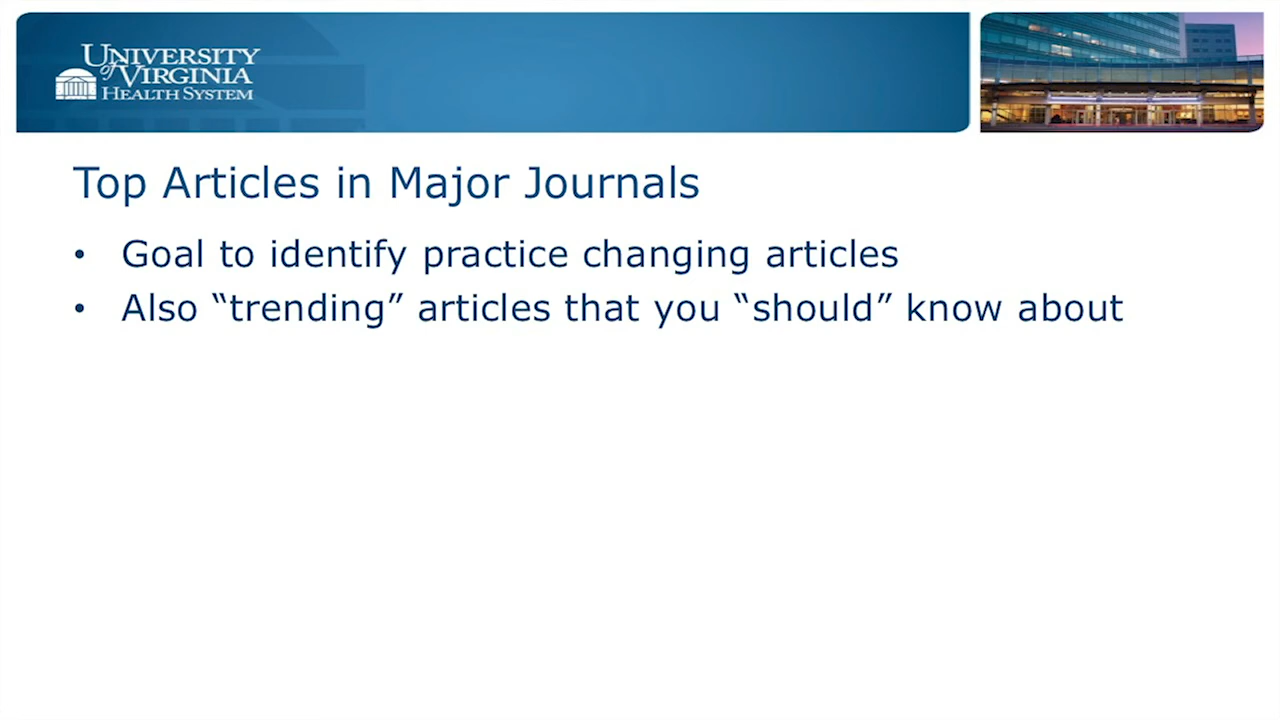 UNIVERSITY
of VIRGINIA
HEALTH SYSTEM
Top Articles in Major Journals
• Goal to identify practice changing articles
• Also “trending” articles that you “should” know about